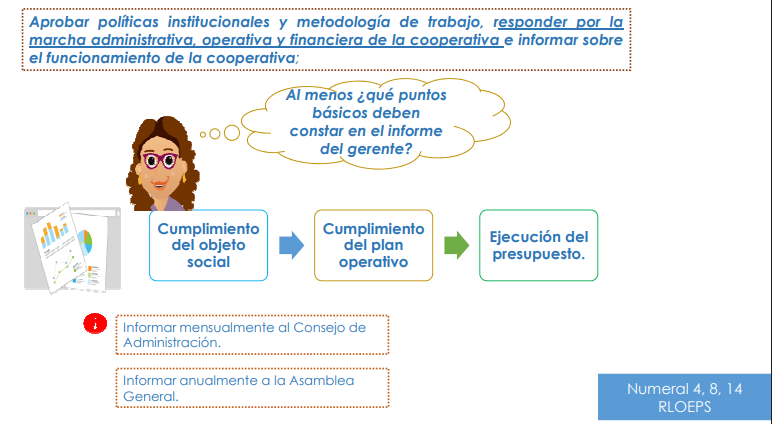 Aprobar políticas institucionales y metodología de trabajo, responder por la
marcha administrativa, operativa y financiera de la cooperativa e informar sobre
el funcionamiento de la cooperativa;
Al menos ¿qué puntos
básicos deben
constar en el informe
del gerente?
Cumplimiento
del objeto
social
Cumplimiento
del plan
operativo
Ejecución del
presupuesto.
Informar mensualmente al Consejo de
Administración.
Informar anualmente a la Asamblea
General.
Numeral 4, 8, 14
RLOEPS